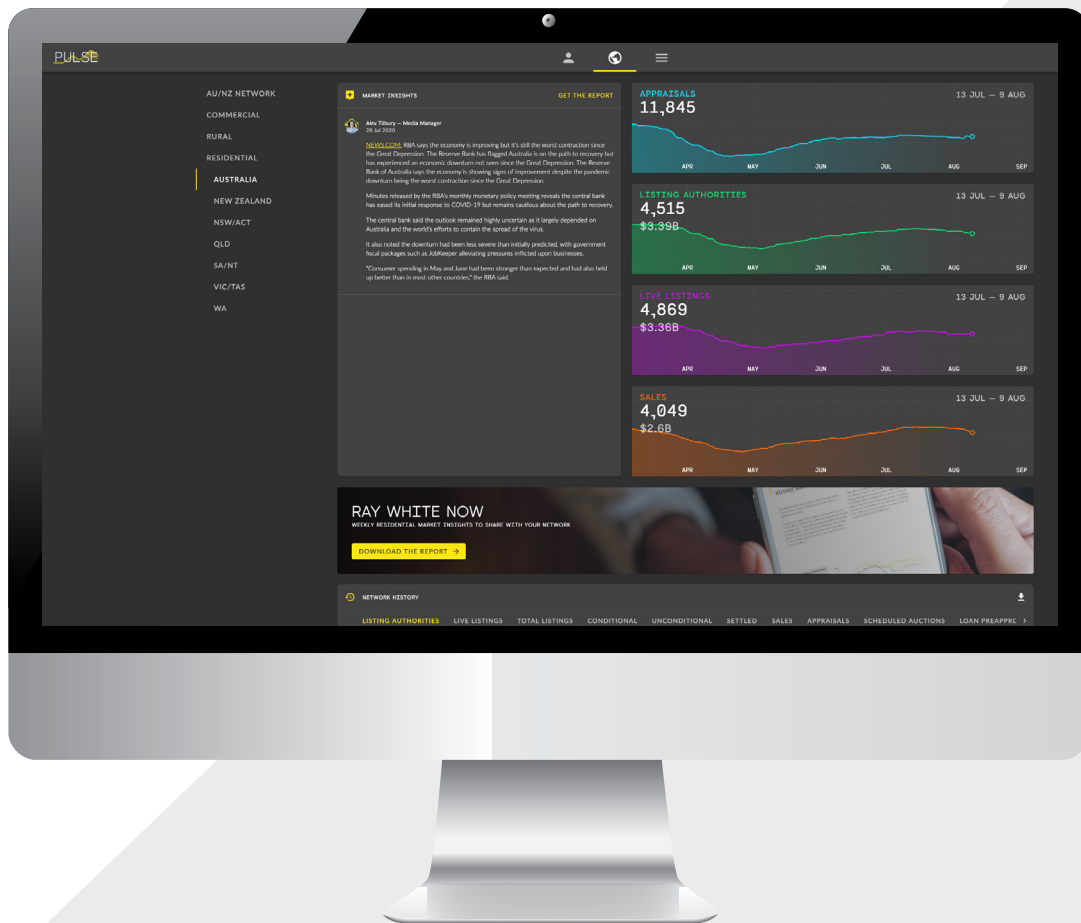 PULSE
AU/NZ NETWORK
COMMERCIAL
RURAL
RESIDENTIAL
AUSTRALIA
NEW ZEALAND
NSW/ACT
QLD
SA/NT
VIC/TAS
WA
MARKET INSIGHTS
GET THE REPORT
Alex Tilbury — Media Manager
28 Jul 2020
NEWS.COM: RBA says the economy is improving but it's still the worst contraction since
the Great Depression. The Reserve Bank has flagged Australia is on the path to recovery but
has experienced an economic downturn not seen since the Great Depression. The Reserve
Bank of Australia says the economy is showing signs of improvement despite the pandemic
downturn being the worst contraction since the Great Depression.
Minutes released by the RBA's monthly monetary policy meeting reveals the central bank
has eased its initial response to COVID-19 but remains cautious about the path to recovery.
The central bank said the outlook remained highly uncertain as it largely depended on
Australia and the world's efforts to contain the spread of the virus.
It also noted the downturn had been less severe than initially predicted, with government
fiscal packages such as JobKeeper alleviating pressures inflicted upon businesses.
"Consumer spending in May and June had been stronger than expected and had also held
up better than in most other countries," the RBA said.
APPRAISALS
13 JUL — 9 AUG
11,845
APR MAY JUN JUL AUG SEP
LISTING AUTHORITIES
13 JUL — 9 AUG
4,515
$3.39B
APR MAY JUN JUL AUG SEP
LIVE LISTINGS
13 JUL — 9 AUG
4,869
$3.36B
APR MAY JUN JUL AUG SEP
SALES
13 JUL — 9 AUG
4,049
$2.6B
APR MAY JUN JUL AUG SEP
RAY WHITE NOW
WEEKLY RESIDENTIAL MARKET INSIGHTS TO SHARE WITH YOUR NETWORK
DOWNLOAD THE REPORT
NETWORK HISTORY
LISTING AUTHORITIES LIVE LISTINGS TOTAL LISTINGS CONDITIONAL UNCONDITIONAL SETTLED SALES APPRAISALS SCHEDULED AUCTIONS LOAN PREAPPRC